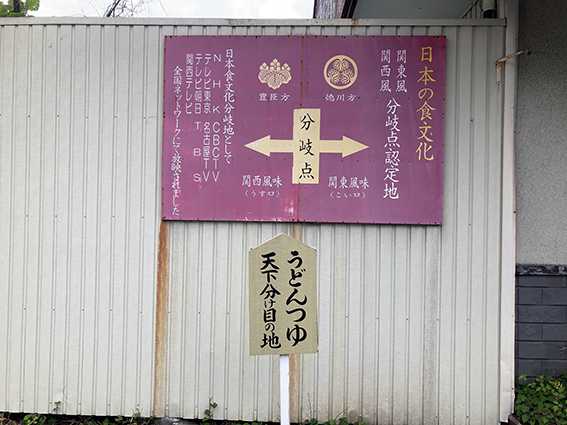 日本の食文化
関東風
関西風
分岐点認定地
徳川方
豊臣方
分岐点
関東風味
(こい口)
関西風味
(うす口)
日本食文化分岐地として
NHK CBCTV
テレビ東京 名古屋TV
テレビ朝日 TBS
関西テレビ
全国ネットワークにて放映されました
うどんつゆ
天下分け目の地